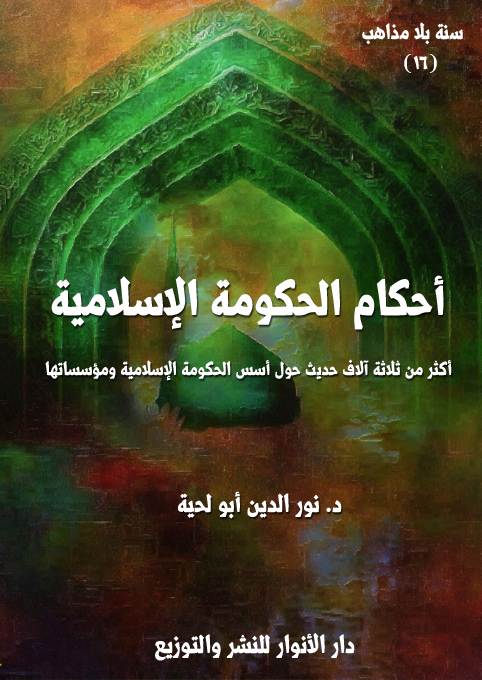 سنة بلا مذاهب
(١٦)
أحكام الحكومة الإسلامية
أكثر من ثلاثة آلاف حديث حول أسس الحكومة الإسلامية ومؤسساتها
د. نور الدين أبو لحية
دار الأنوار للنشر والتوزيع